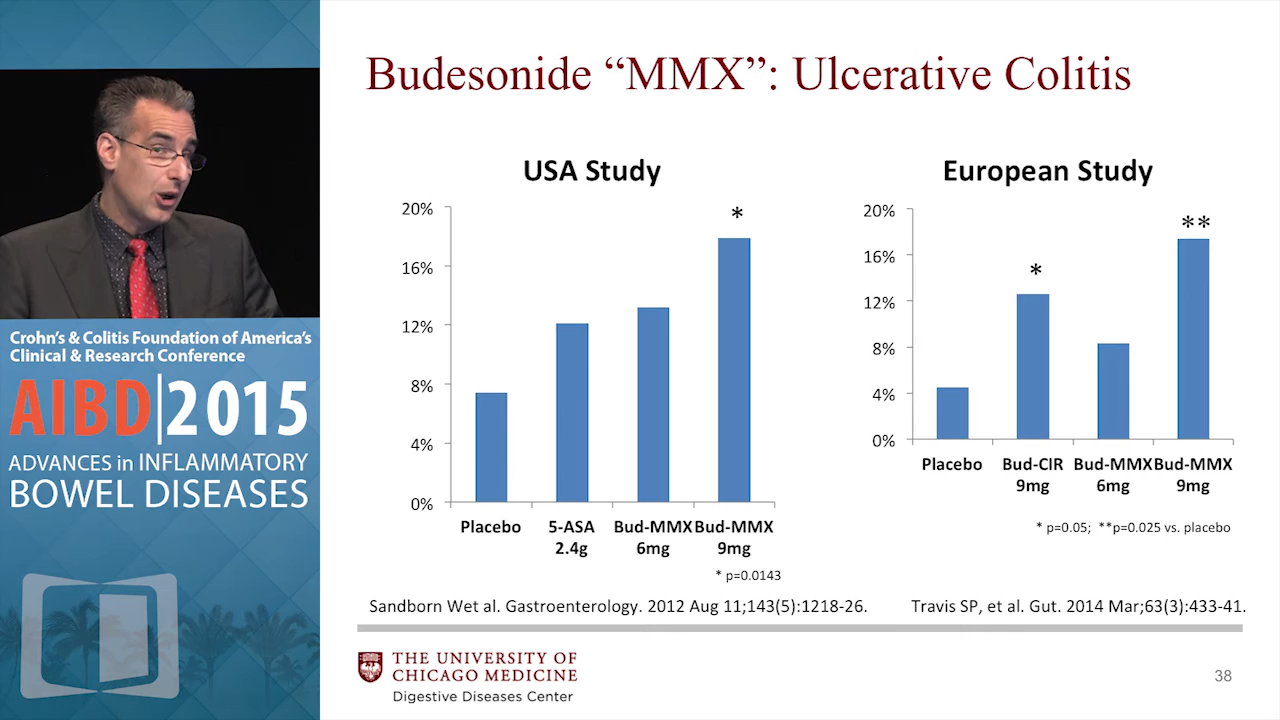 Budesonide “MMX”: Ulcerative Colitis
USA Study
20%
16%
12%
8%
4%
0%
*
Placebo
5-ASA
2.4g
Bud-MMX
6mg
Bud-MMX
9mg
* p=0.0143
Sandborn Wet al. Gastroenterology. 2012 Aug 11;143(5):1218-26.
European Study
20%
16%
12%
8%
4%
0%
*
**
Placebo
Bud-CIR
9mg
Bud-MMX
6mg
Bud-MMX
9mg
* p=0.05; **p=0.025 vs. placebo
Travis SP, et al. Gut. 2014 Mar;63(3):433-41.
THE UNIVERSITY OF
CHICAGO MEDICINE
Digestive Diseases Center
38
Crohn’s & Colitis Foundation of America’s
Clinical & Research Conference
AIBD|2015
ADVANCES in INFLAMMATORY
BOWEL DISEASES